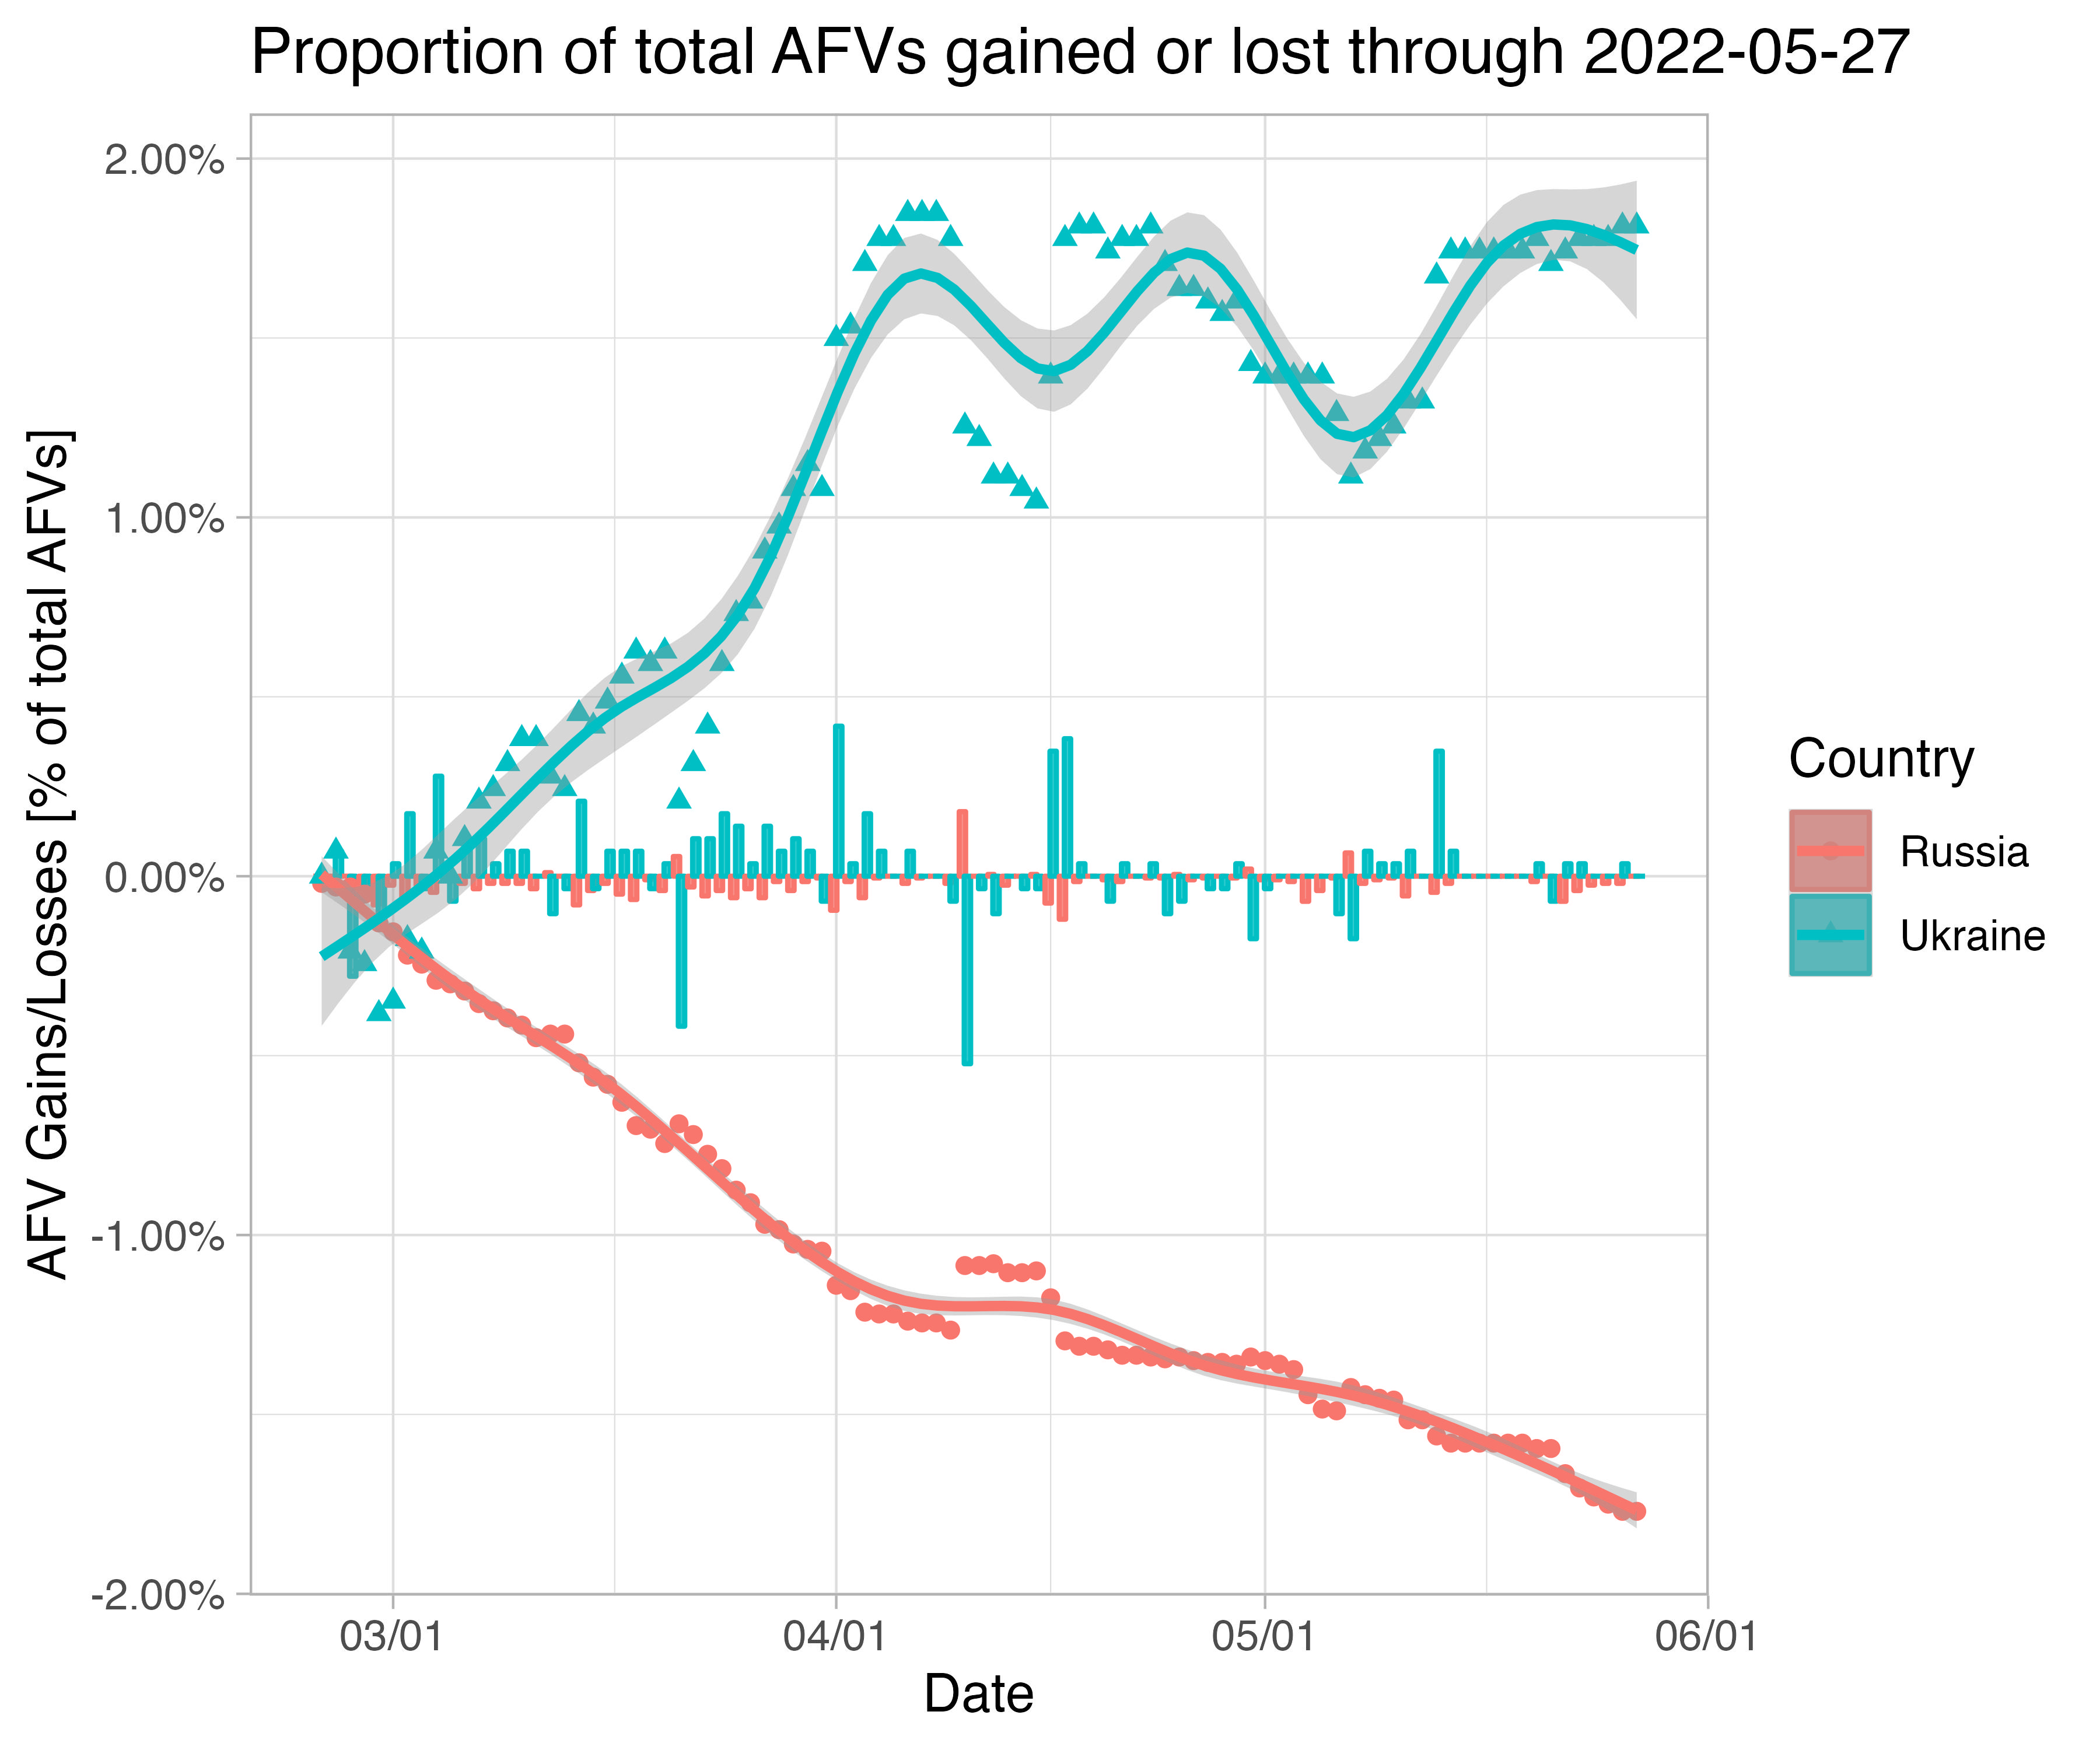 Proportion of total AFVs gained or lost through 2022-05-27
AFV Gains/Losses [% of total AFVs]
2.00%
1.00%
0.00%
-1.00%
-2.00%
03/01
04/01
05/01
06/01
Date
Country
Russia
Ukraine